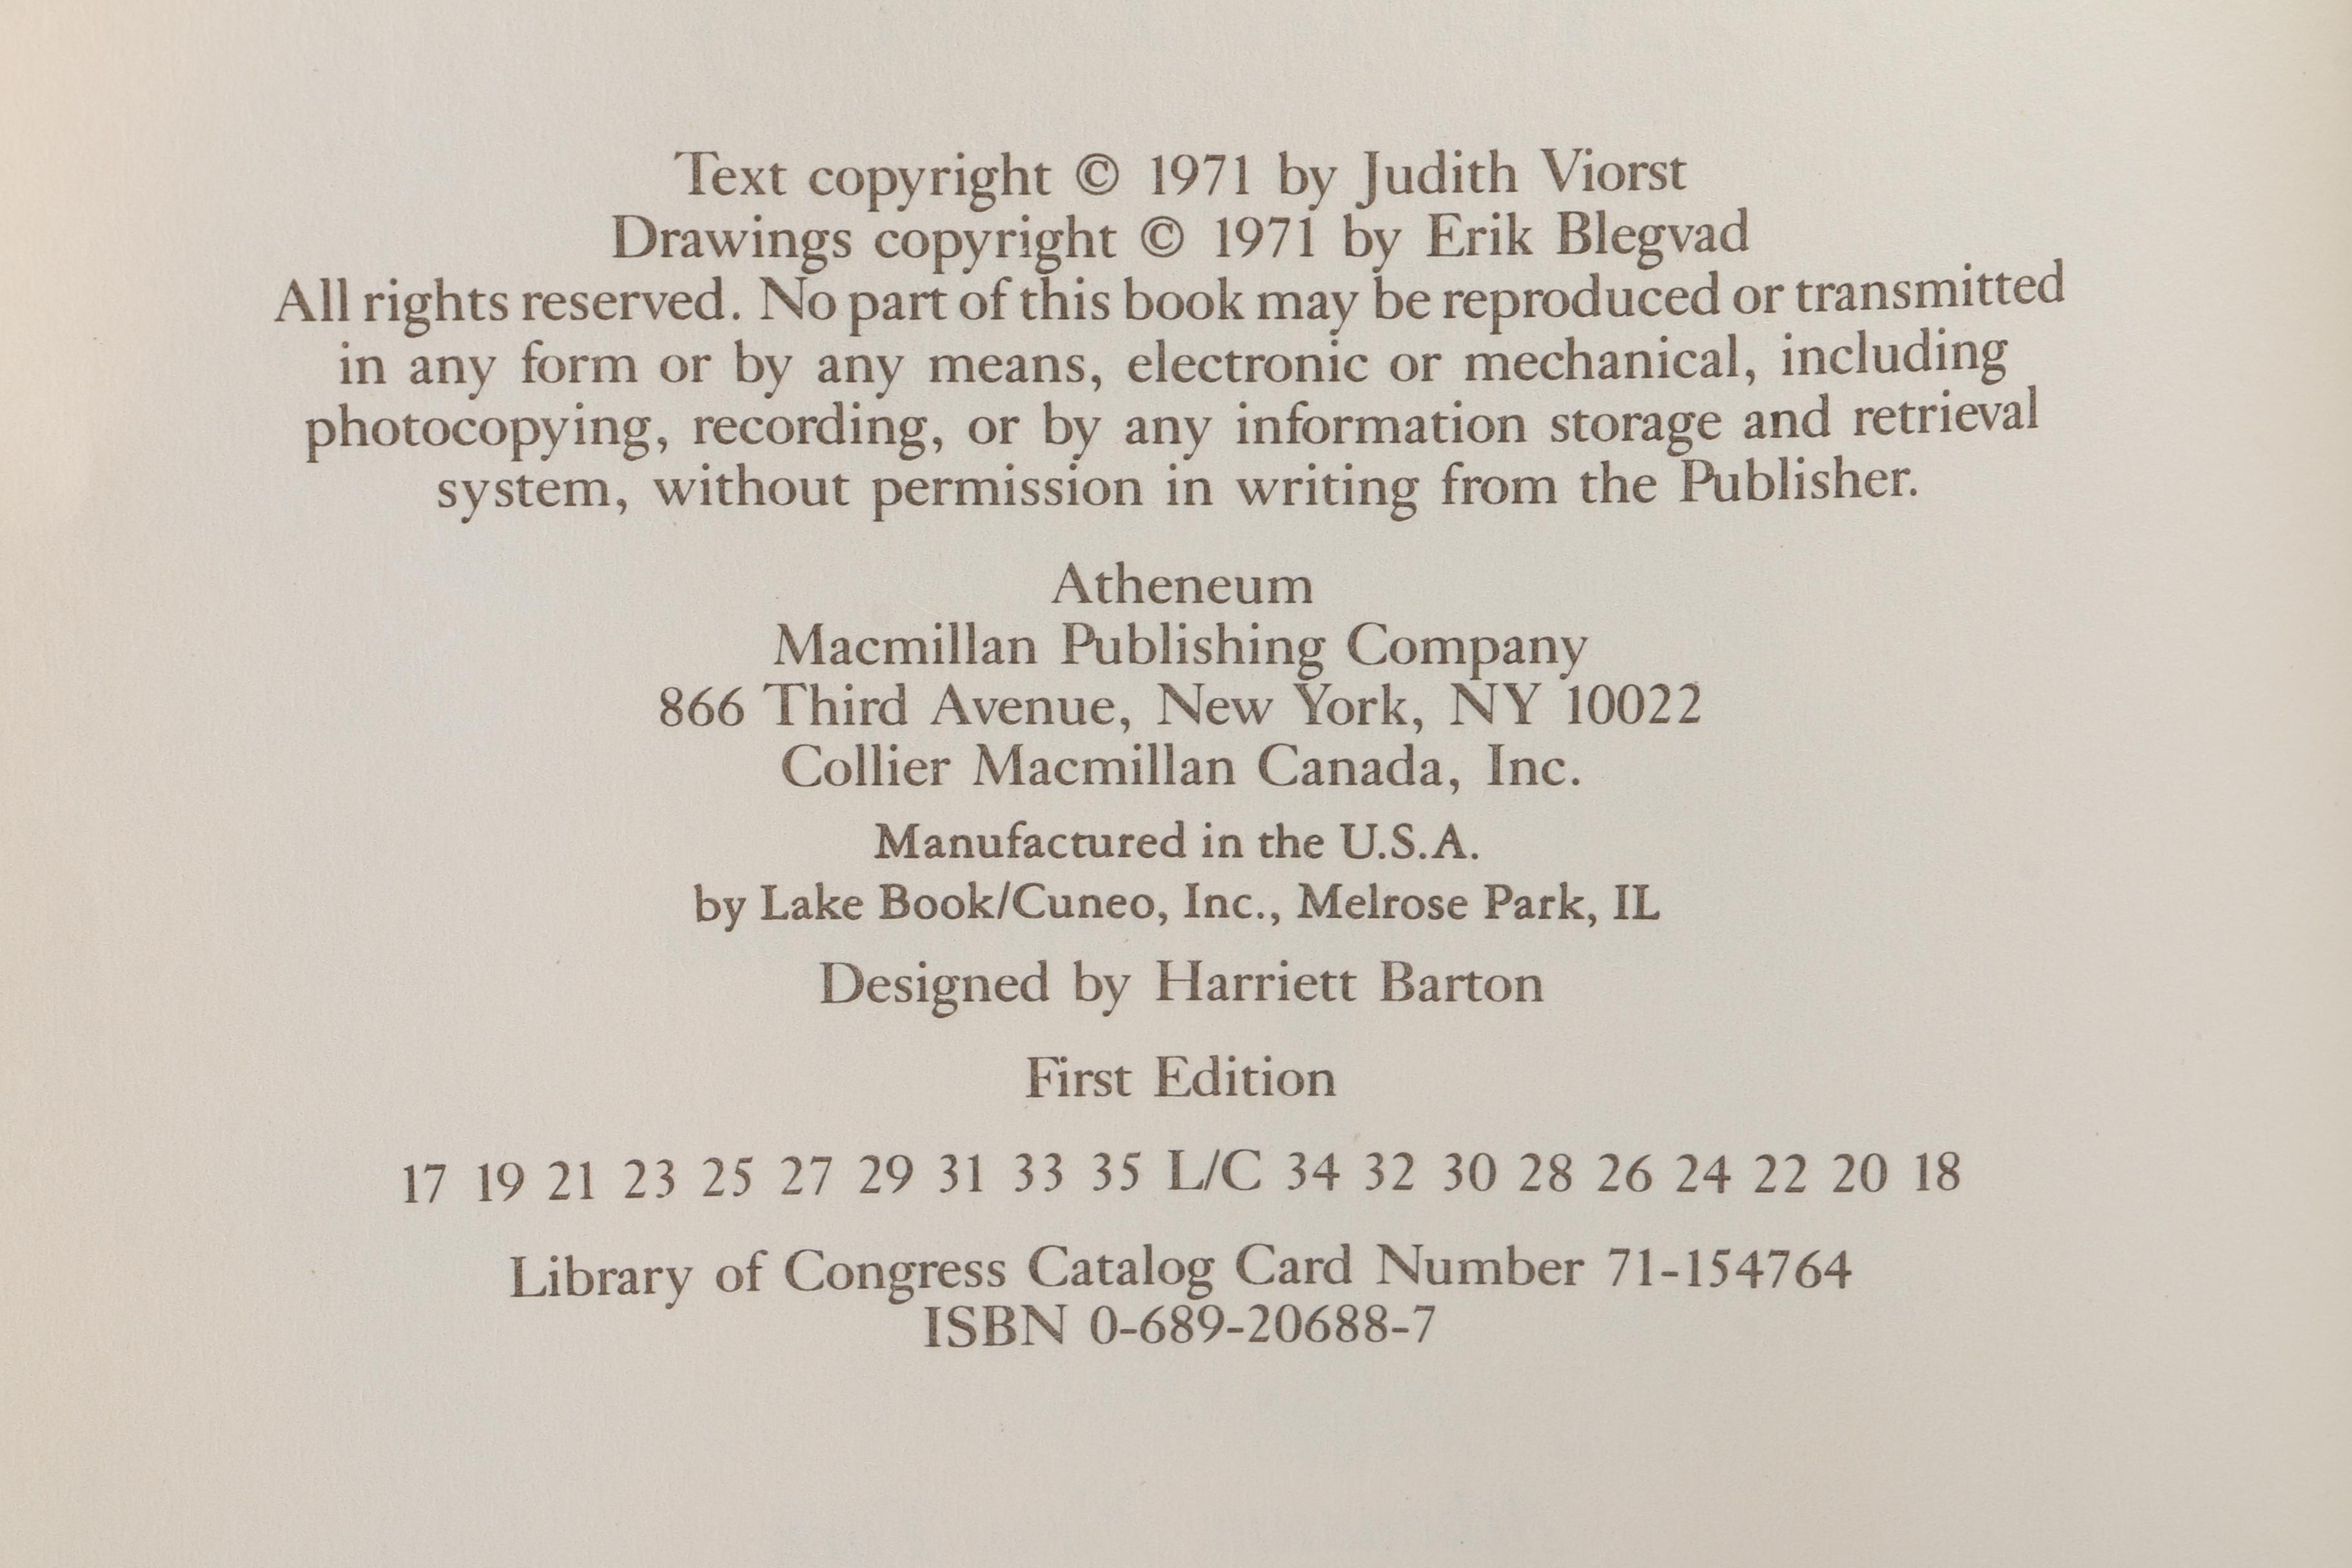 Text copyright © 1971 by Judith Viorst
Drawings copyright © 1971 by Erik Blegvad
All rights reserved. No part of this book may be reproduced or transmitted
in any form or by any means, electronic or mechanical, including
photocopying, recording, or by any information storage and retrieval
system, without permission in writing from the Publisher.
Atheneum
Macmillan Publishing Company
866 Third Avenue, New York, NY 10022
Collier Macmillan Canada, Inc.
Manufactured in the U.S.A.
by Lake Book/Cuneo, Inc., Melrose Park, IL
Designed by Harriett Barton
First Edition
17 19 21 23 25 27 29 31 33 35 L/C 34 32 30 28 26 24 22 20 18
Library of Congress Catalog Card Number 71-154764
ISBN 0-689-20688-7